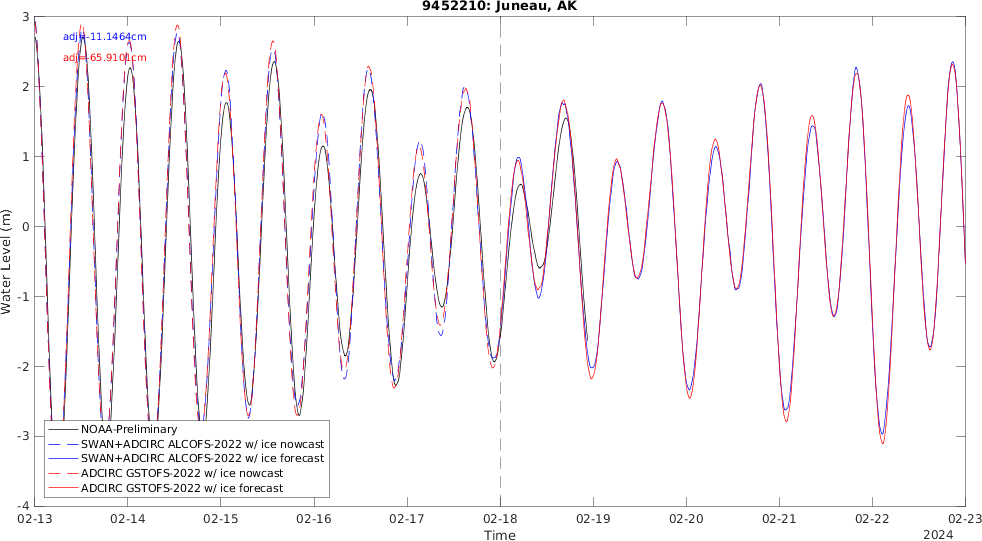 9452210: Juneau, AK
adj=-11.1464cm
adj=-65.9101cm
Water Level (m)
3
2
1
0
-1
-2
-3
-4
NOAA-Preliminary
SWAN+ADCIRC ALCOFS-2022 w/ ice nowcast
SWAN+ADCIRC ALCOFS-2022 w/ ice forecast
ADCIRC GSTOFS-2022 w/ ice nowcast
ADCIRC GSTOFS-2022 w/ ice forecast
02-13 02-14 02-15 02-16 02-17 02-18 02-19 02-20 02-21 02-22 02-23
Time
2024